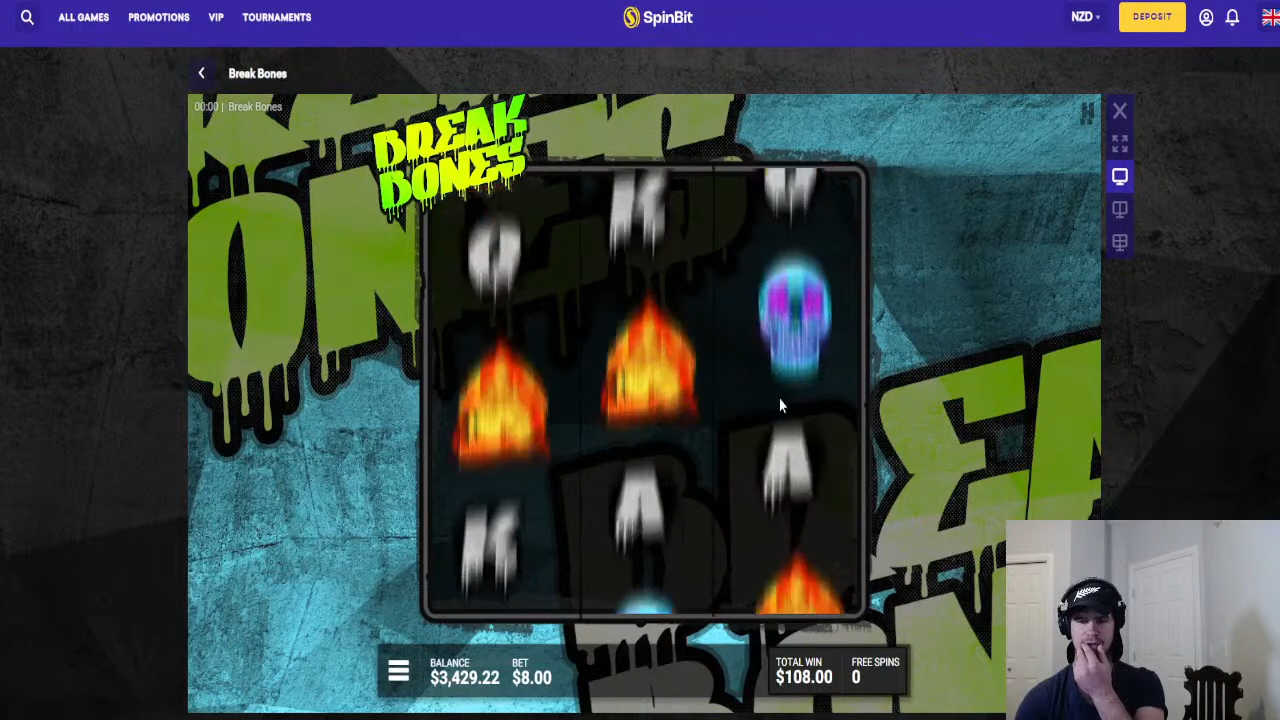 ALL GAMES PROMOTIONS VIP TOURNAMENTS SpinBit NZD DEPOSIT
Break Bones
00:00 | Break Bones
BREAK
BONES
K
A
K A
BALANCE BET TOTAL WIN FREE SPINS
$3,429.22 $8.00 $108.00 0